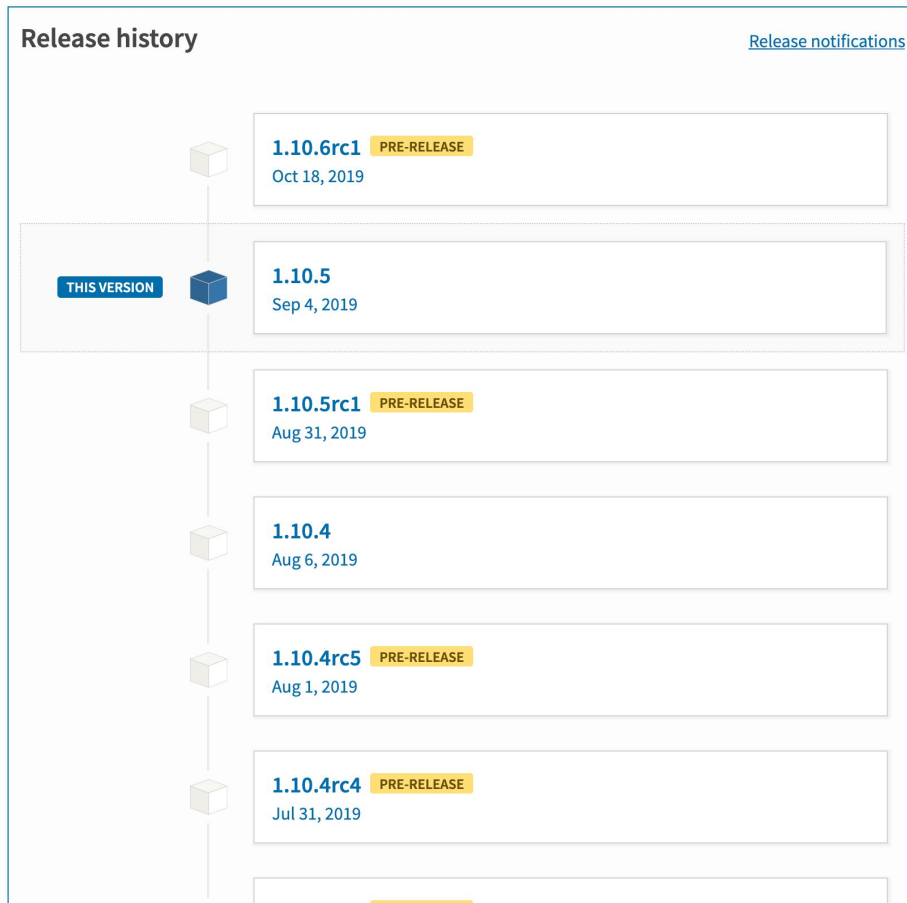 Release history
Release notifications
1.10.6rc1 PRE-RELEASE
Oct 18, 2019
THIS VERSION
1.10.5
Sep 4, 2019
1.10.5rc1 PRE-RELEASE
Aug 31, 2019
1.10.4
Aug 6, 2019
1.10.4rc5 PRE-RELEASE
Aug 1, 2019
1.10.4rc4 PRE-RELEASE
Jul 31, 2019